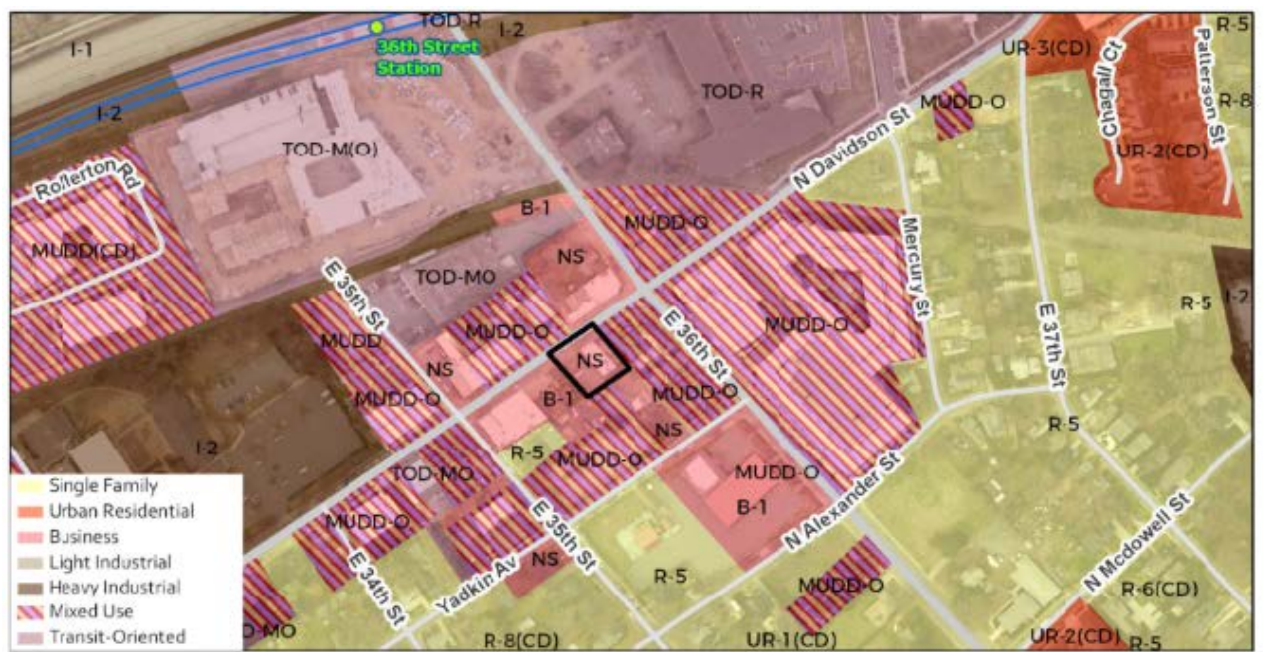 TOD-R
I-2
I-1
36th Street
Station
UR-3(CD)
Chagall Ct
Patterson St
R-5
R-8
I-2
TOD-R
MUDD-O
TOD-M(O)
N Davidson St
UR-2(CD)
Rollerton Rd
B-1
MUDD-O
MUDD(CD)
NS
Mercury St
E 35th St
TOD-MO
R-5
I-2
MUDD
MUDD-O
E 36th St
MUDD-O
E 37th St
NS
NS
MUDD-O
B-1
MUDD-O
R-5
I-2
R-5
NS
MUDD-O
TOD-MO
MUDD-O
B-1
Single Family
Urban Residential
Business
Light Industrial
Heavy Industrial
Mixed Use
Transit-Oriented
MUDD-O
E 35th St
N Alexander St
N Mcdowell St
E 34th St
Yadkin Av
NS
R-5
MUDD-O
R-6(CD)
D-MO
R-8(CD)
UR-1(CD)
UR-2(CD)
R-5